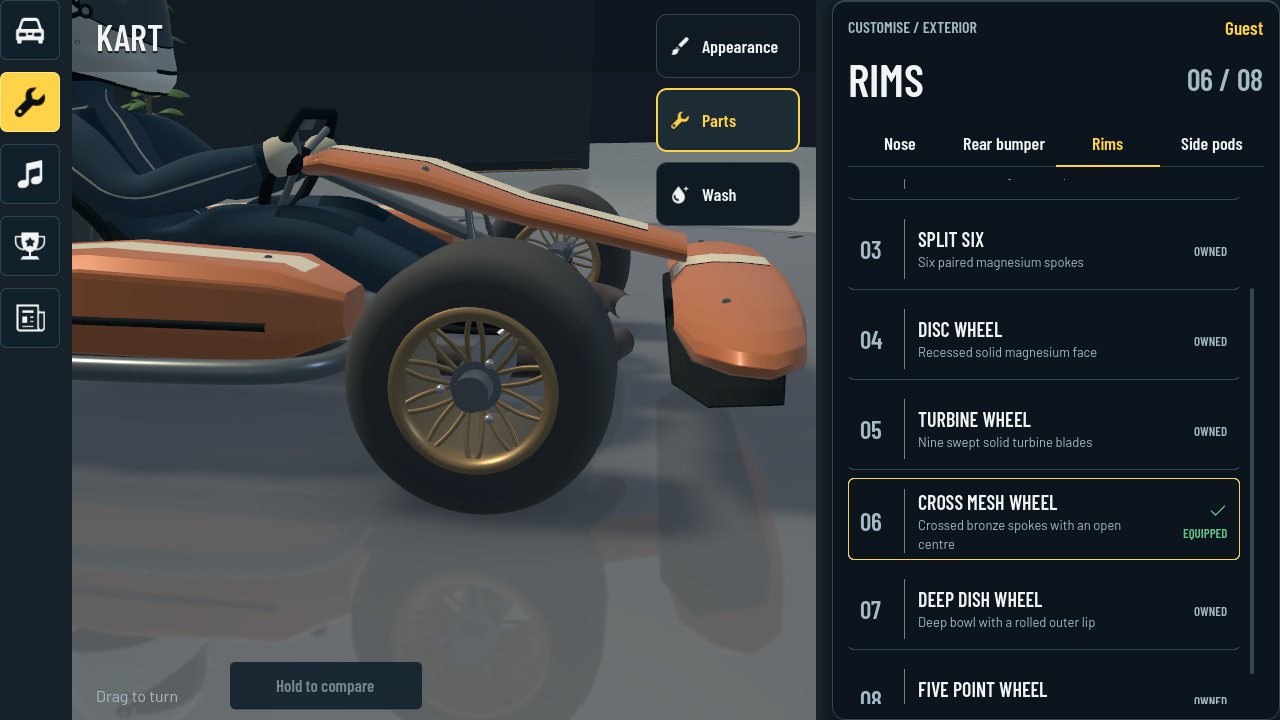 KART
Appearance
Parts
Wash
Drag to turn
Hold to compare
CUSTOMISE / EXTERIOR
Guest
RIMS
06 / 08
Nose
Rear bumper
Rims
Side pods
03
SPLIT SIX
Six paired magnesium spokes
OWNED
04
DISC WHEEL
Recessed solid magnesium face
OWNED
05
TURBINE WHEEL
Nine swept solid turbine blades
OWNED
06
CROSS MESH WHEEL
Crossed bronze spokes with an open
centre
EQUIPPED
07
DEEP DISH WHEEL
Deep bowl with a rolled outer lip
OWNED
08
FIVE POINT WHEEL
OWNED